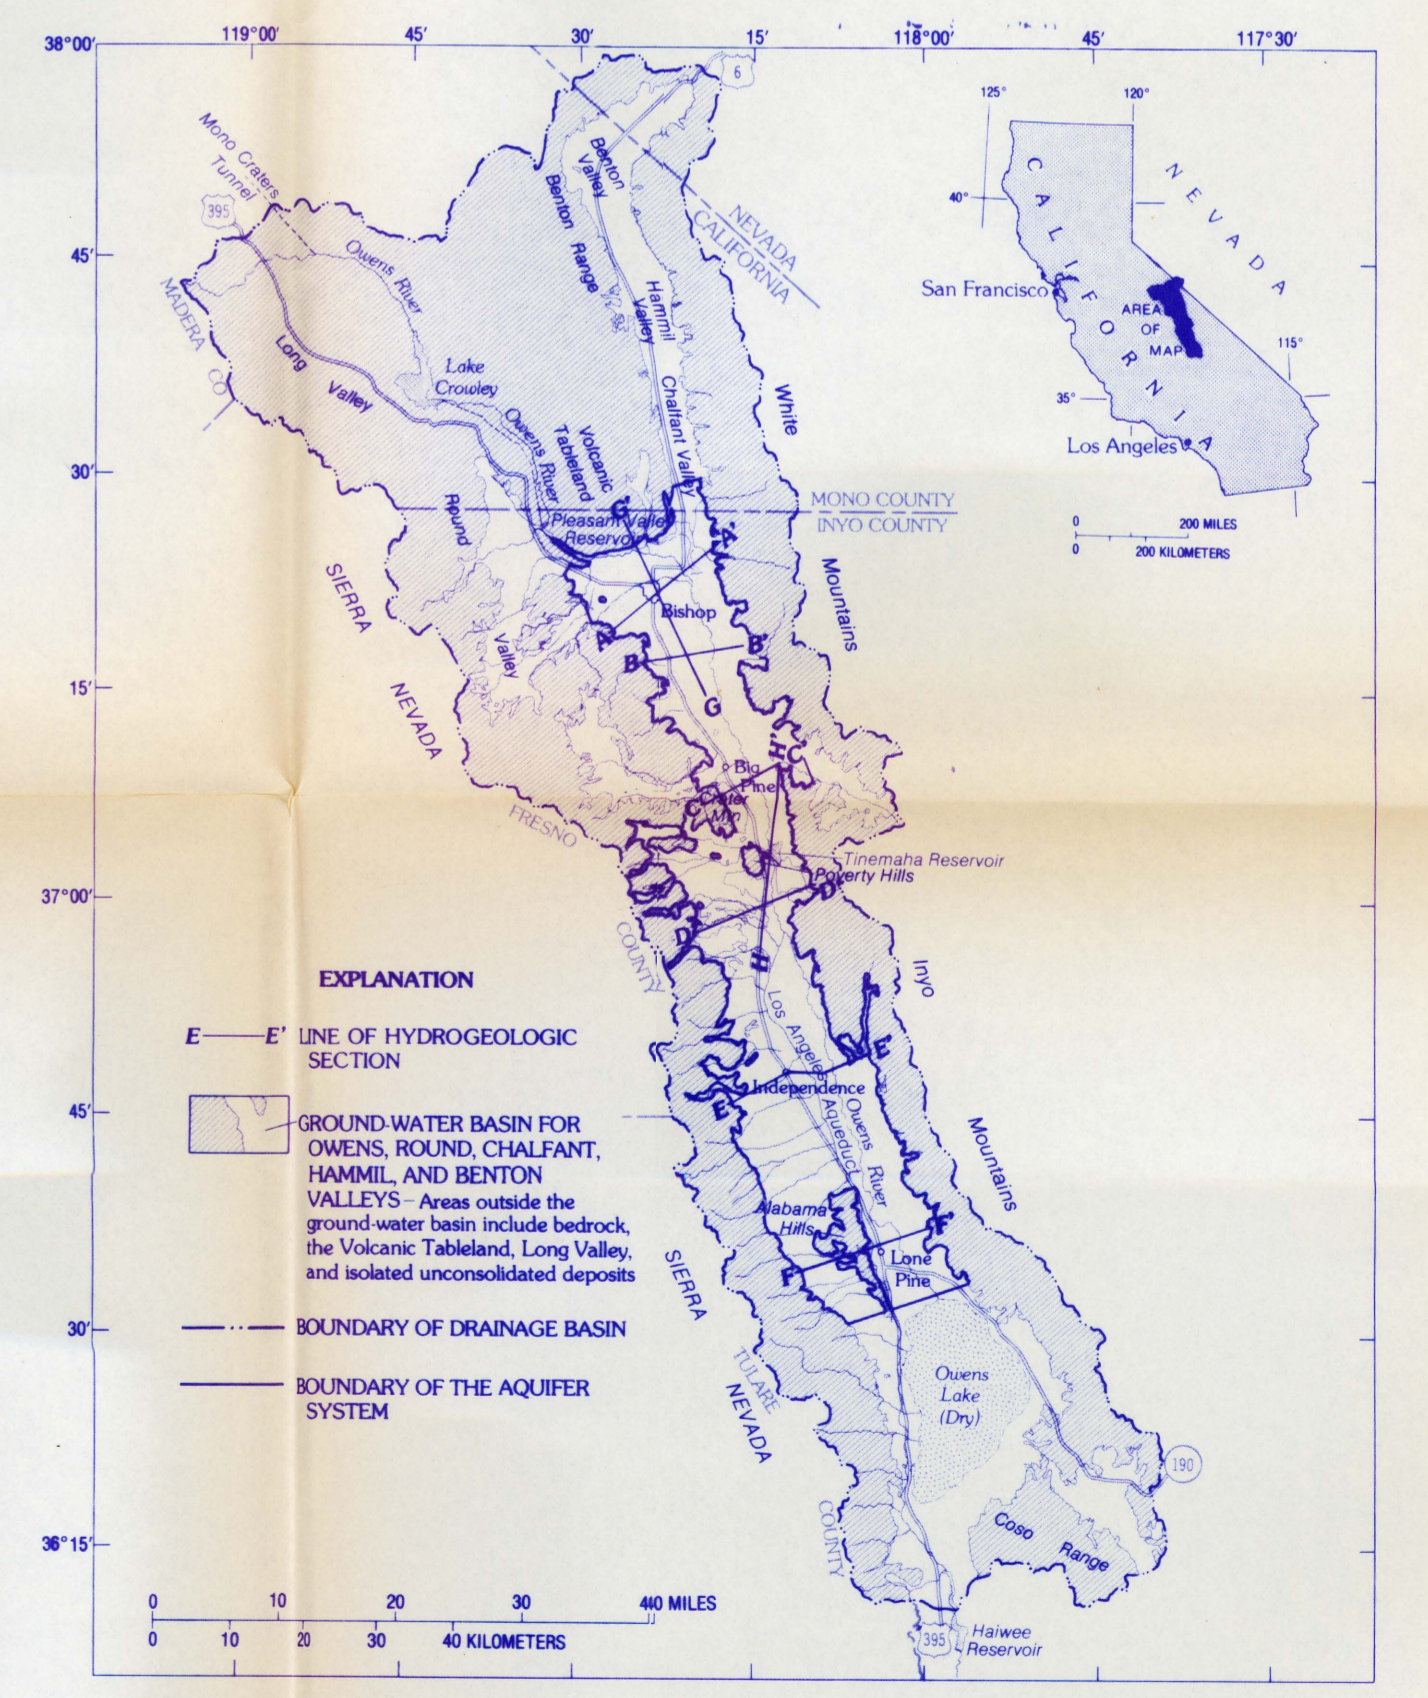 119°00'
45'
30'
15'
118°00'
45'
117°30'
38°00'
6
125°
120°
Mono Craters
Tunnel
395
Benton
Valley
Benton Range
NEVADA
CALIFORNIA
40°
CALIFORNIA
NEVADA
45'
Owens River
MADERA
CO
San Francisco
AREA
OF
MAP
115°
Hammil
Valley
Long
Valley
Lake
Crowley
35°
Los Angeles
White
Chalfant Valley
Owens River
Volcanic
Tableland
30'
MONO COUNTY
INYO COUNTY
0 200 MILES
0 200 KILOMETERS
Round
G'
Pleasant Valley
Reservoir
A'
SIERRA
Mountains
Bishop
A
B
B'
Valley
15'
NEVADA
G
H'
C'
Big
Pine
C
Crater
Mtn
FRESNO
Tinemaha Reservoir
Poverty Hills
37°00'
D'
D
COUNTY
H
Inyo
EXPLANATION
E E' LINE OF HYDROGEOLOGIC
SECTION
Los Angeles
Aqueduct
E'
Independence
E
Owens River
45'
GROUND-WATER BASIN FOR
OWENS, ROUND, CHALFANT,
HAMMIL, AND BENTON
VALLEYS – Areas outside the
ground-water basin include bedrock,
the Volcanic Tableland, Long Valley,
and isolated unconsolidated deposits
Mountains
Alabama
Hills
F'
F
Lone
Pine
SIERRA
30'
BOUNDARY OF DRAINAGE BASIN
TULARE
NEVADA
Owens
Lake
(Dry)
BOUNDARY OF THE AQUIFER
SYSTEM
190
COUNTY
Coso
Range
36°15'
0 10 20 30 40 MILES
0 10 20 30 40 KILOMETERS
395
Haiwee
Reservoir